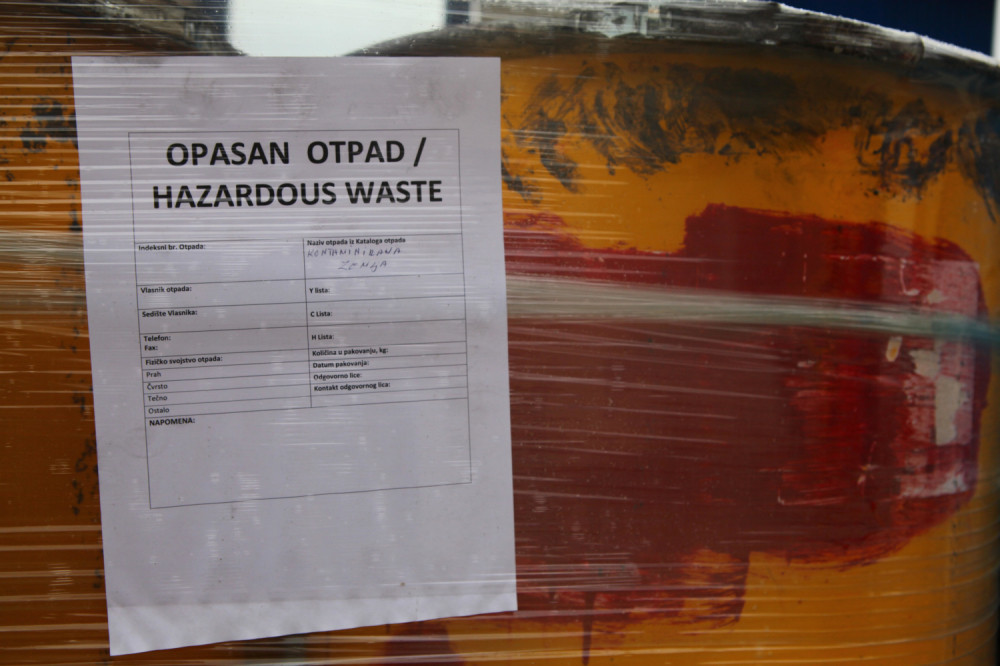 OPASAN OTPAD /
HAZARDOUS WASTE
Indeksni br. Otpada:
Naziv otpada iz Kataloga otpada
Vlasnik otpada:
Y lista:
Sedište Vlasnika:
C Lista:
Telefon:
Fax:
H Lista:
Fizičko svojstvo otpada:
Količina u pakovanju, kg:
Prah
Datum pakovanja:
Čvrsto
Odgovorno lice:
Tečno
Kontakt odgovornog lica:
Ostalo
NAPOMENA: